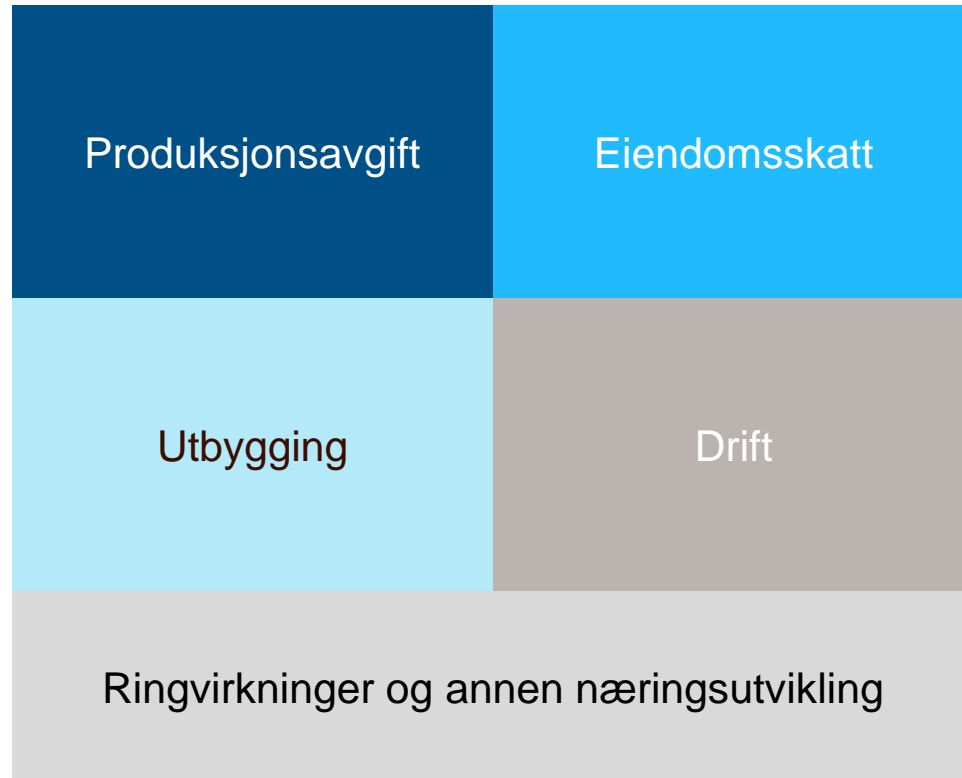 Produksjonsavgift
Eiendomsskatt
Utbygging
Drift
Ringvirkninger og annen næringsutvikling